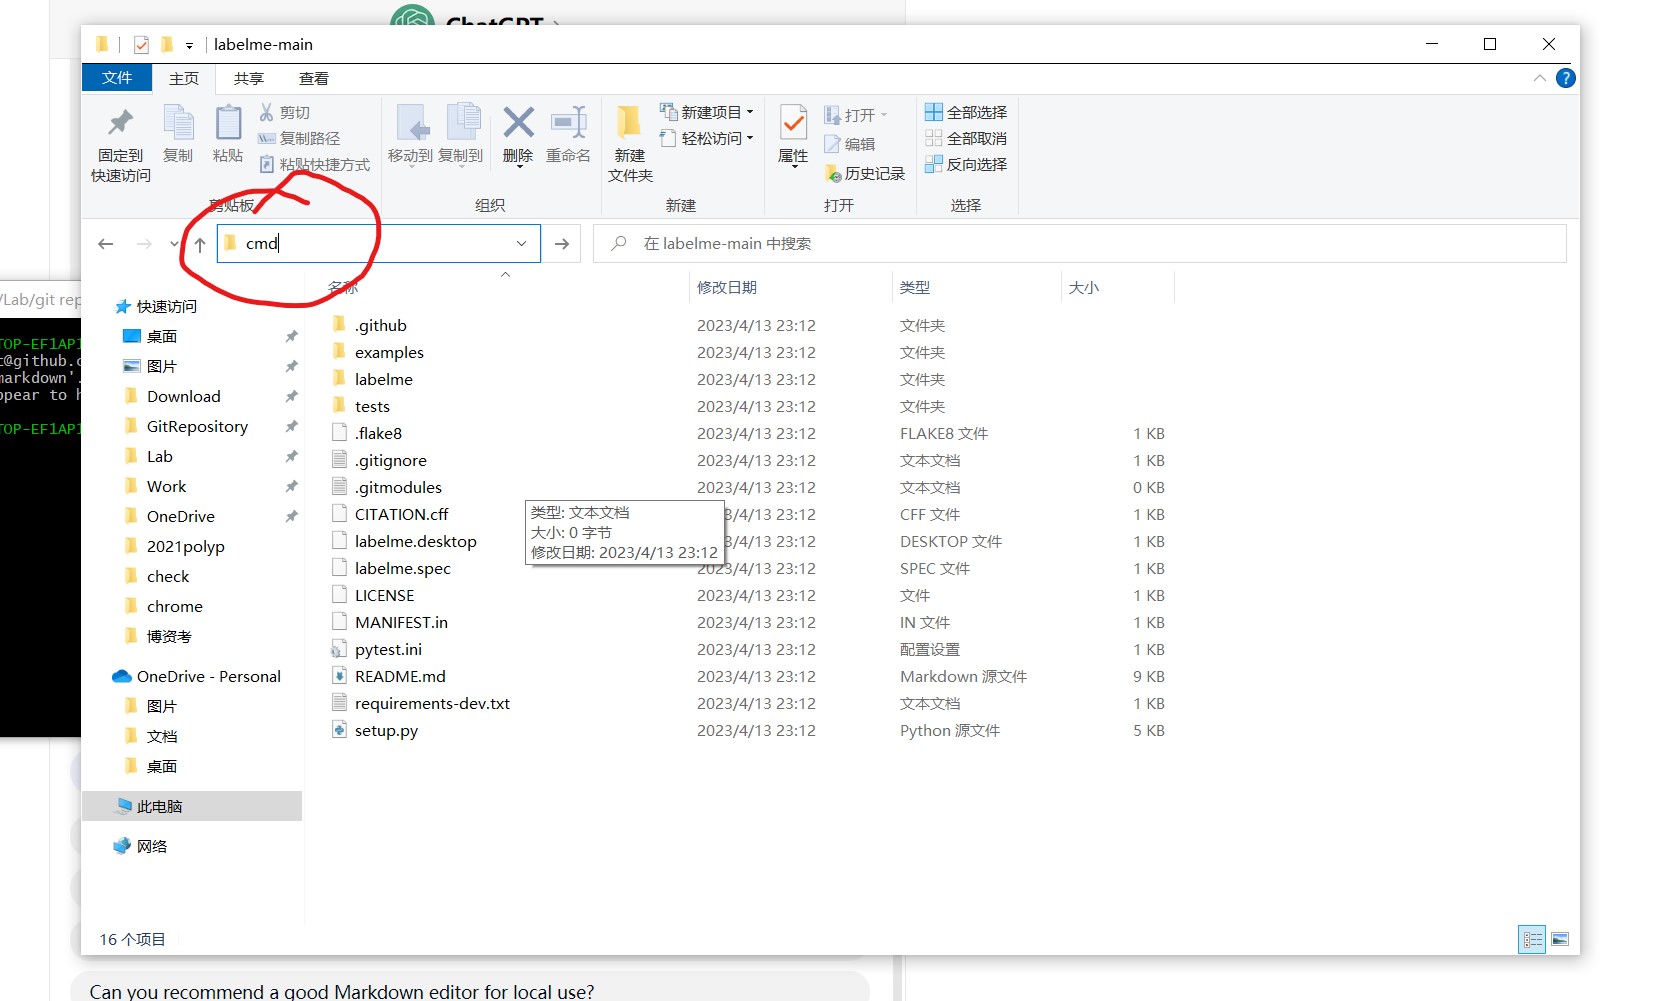 ChatGPT
labelme-main
文件 主页 共享 查看
固定到
快速访问
复制
粘贴
剪切
复制路径
粘贴快捷方式
剪贴板
移动到
复制到
删除
重命名
组织
新建
文件夹
新建项目
轻松访问
新建
属性
打开
编辑
历史记录
打开
全部选择
全部取消
反向选择
选择
cmd
在 labelme-main 中搜索
/Lab/git rep
TOP-EF1AP1
t@github.c
markdown'.
ppear to h
TOP-EF1AP1
快速访问
桌面
图片
Download
GitRepository
Lab
Work
OneDrive
2021polyp
check
chrome
博资考
OneDrive - Personal
图片
文档
桌面
此电脑
网络
名称 修改日期 类型 大小
.github 2023/4/13 23:12 文件夹
examples 2023/4/13 23:12 文件夹
labelme 2023/4/13 23:12 文件夹
tests 2023/4/13 23:12 文件夹
.flake8 2023/4/13 23:12 FLAKE8 文件 1 KB
.gitignore 2023/4/13 23:12 文本文档 1 KB
.gitmodules 2023/4/13 23:12 文本文档 0 KB
CITATION.cff 3/4/13 23:12 CFF 文件 1 KB
labelme.desktop 3/4/13 23:12 DESKTOP 文件 1 KB
labelme.spec 2023/4/13 23:12 SPEC 文件 1 KB
LICENSE 2023/4/13 23:12 文件 1 KB
MANIFEST.in 2023/4/13 23:12 IN 文件 1 KB
pytest.ini 2023/4/13 23:12 配置设置 1 KB
README.md 2023/4/13 23:12 Markdown 源文件 9 KB
requirements-dev.txt 2023/4/13 23:12 文本文档 1 KB
setup.py 2023/4/13 23:12 Python 源文件 5 KB
类型: 文本文档
大小: 0 字节
修改日期: 2023/4/13 23:12
16 个项目
Can you recommend a good Markdown editor for local use?